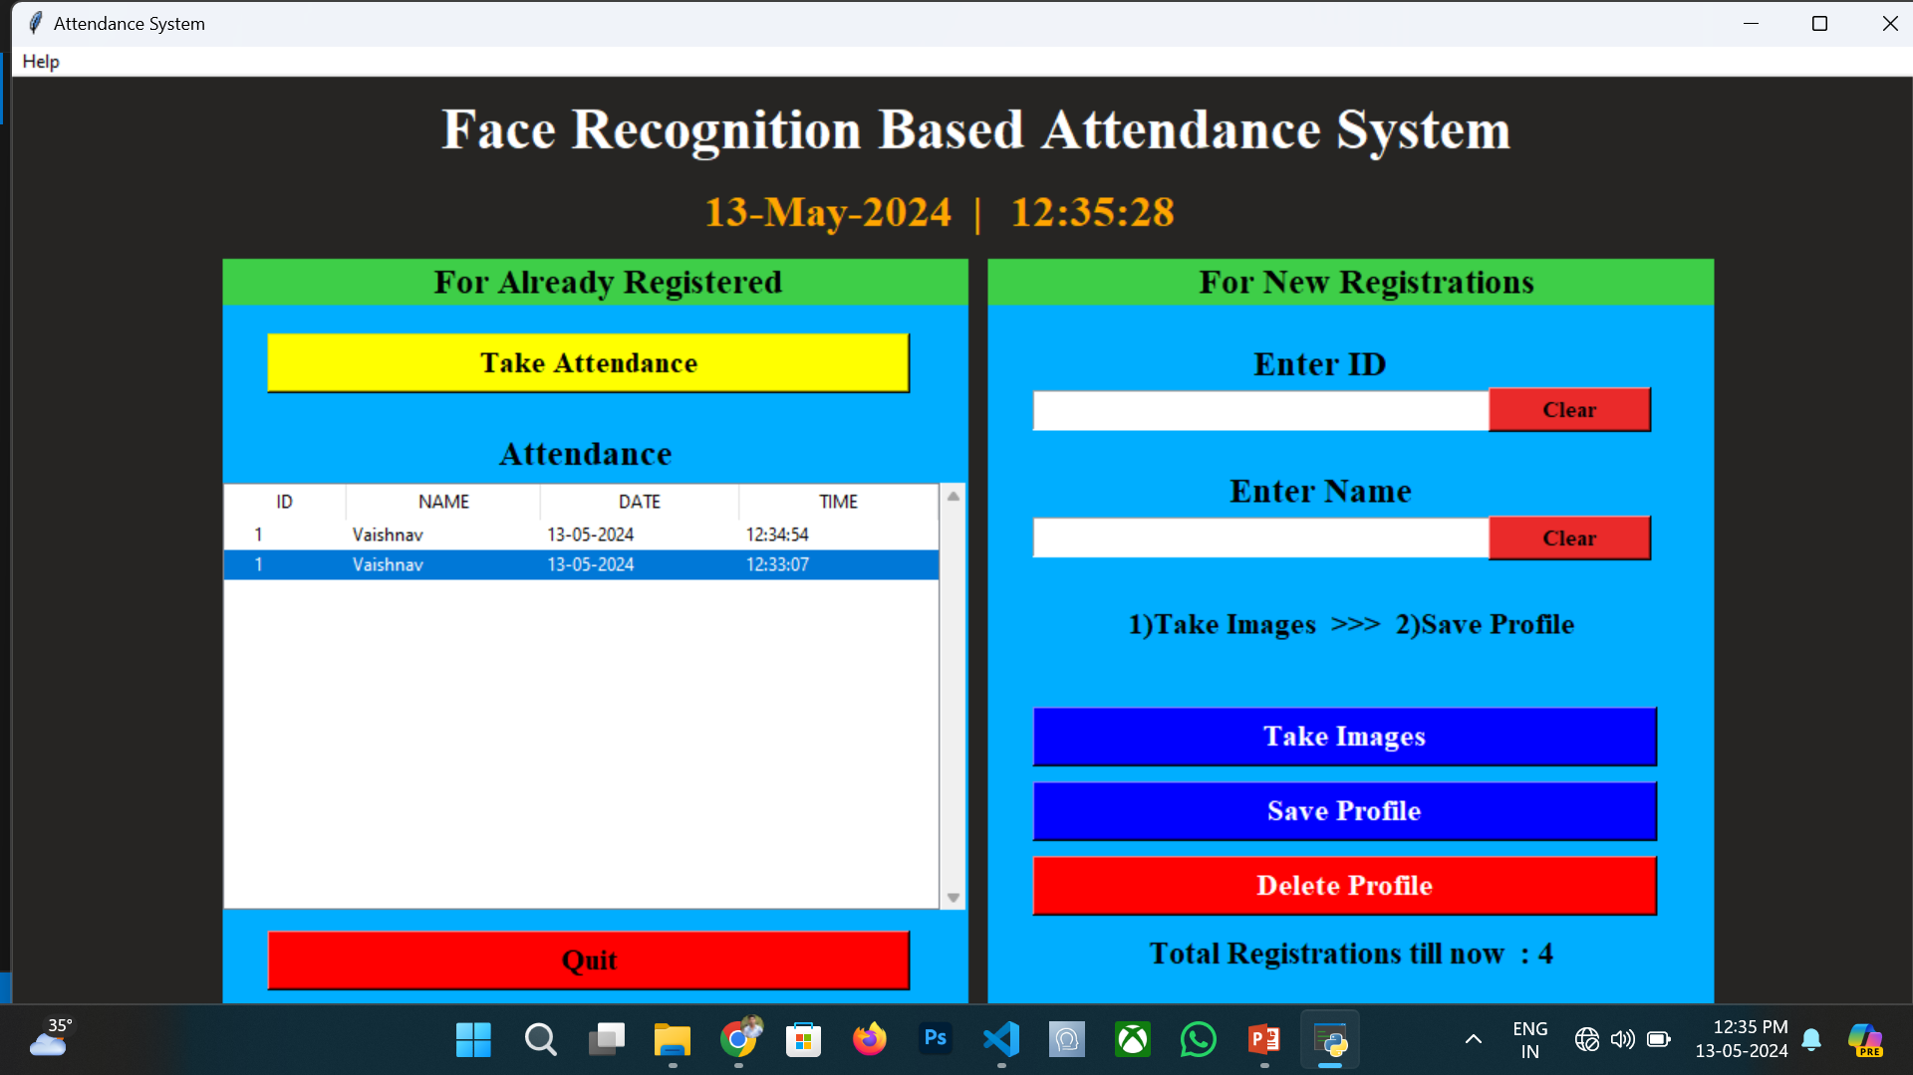 Attendance System
Help
Face Recognition Based Attendance System
13-May-2024 | 12:35:28
For Already Registered
Take Attendance
Attendance
ID NAME DATE TIME
1 Vaishnav 13-05-2024 12:34:54
1 Vaishnav 13-05-2024 12:33:07
Quit
For New Registrations
Enter ID
Clear
Enter Name
Clear
1)Take Images >>> 2)Save Profile
Take Images
Save Profile
Delete Profile
Total Registrations till now : 4
35°
Ps
P
ENG
IN
12:35 PM
13-05-2024
PRE